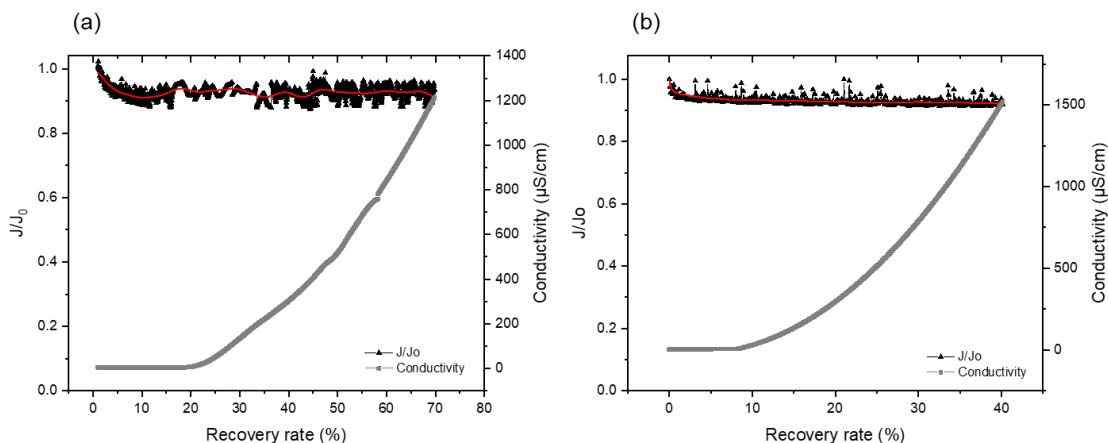 (a)
1.0
0.8
0.6
0.4
0.2
0.0
J/J₀
1400
1200
1000
800
600
400
200
0
Conductivity (µS/cm)
J/Jo
Conductivity
0 10 20 30 40 50 60 70 80
Recovery rate (%)
(b)
1.0
0.8
0.6
0.4
0.2
0.0
J/Jo
1500
1000
500
0
Conductivity (µS/cm)
J/Jo
Conductivity
0 10 20 30 40
Recovery rate (%)